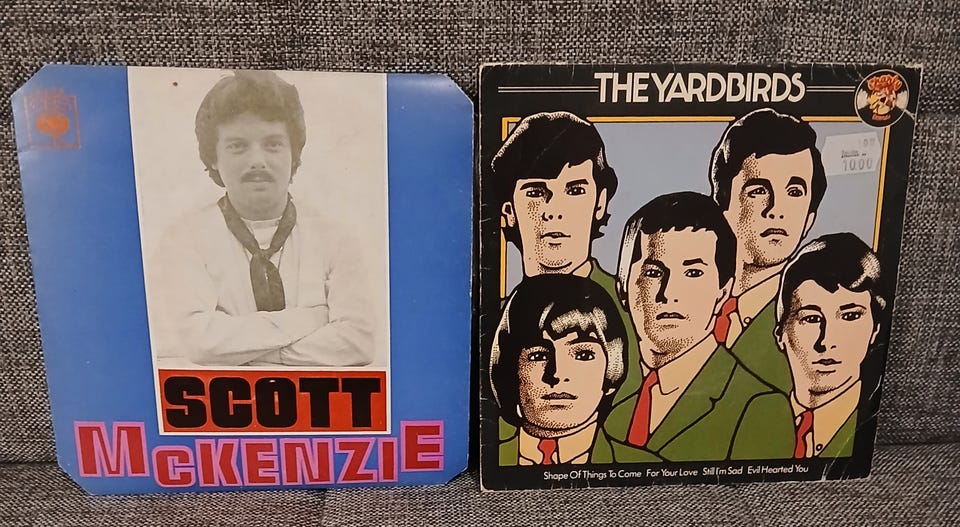 SCOTT
McKENZIE
THE YARDBIRDS
Charly
10.00
Shape Of Things To Come For Your Love Still I'm Sad Evil Hearted You